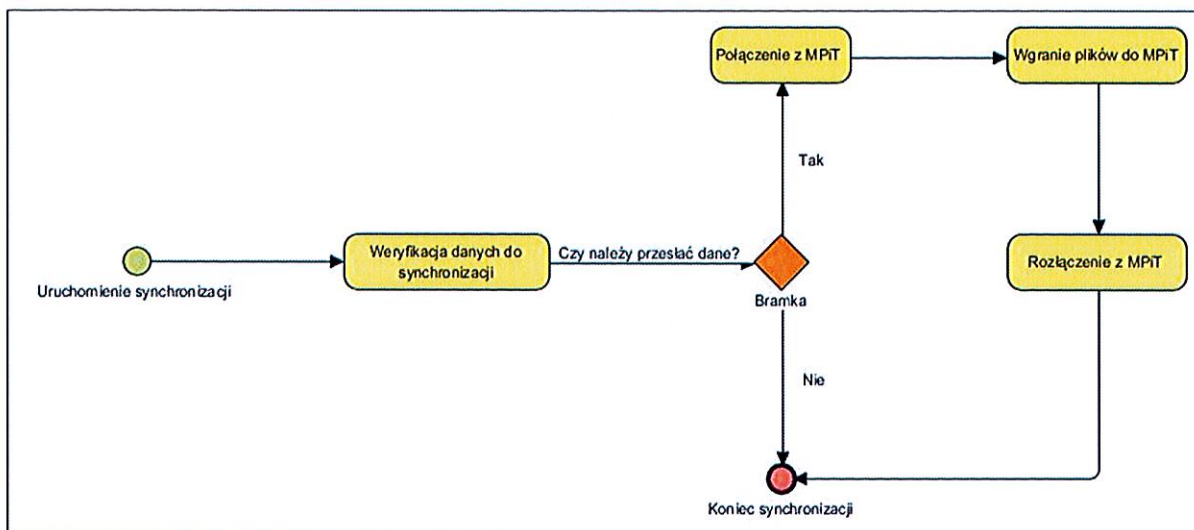 Połączenie z MPiT
Wgranie plików do MPiT
Tak
Uruchomienie synchronizacji
Weryfikacja danych do
synchronizacji
Czy należy przesłać dane?
Bramka
Rozłączenie z MPiT
Nie
Koniec synchronizacji